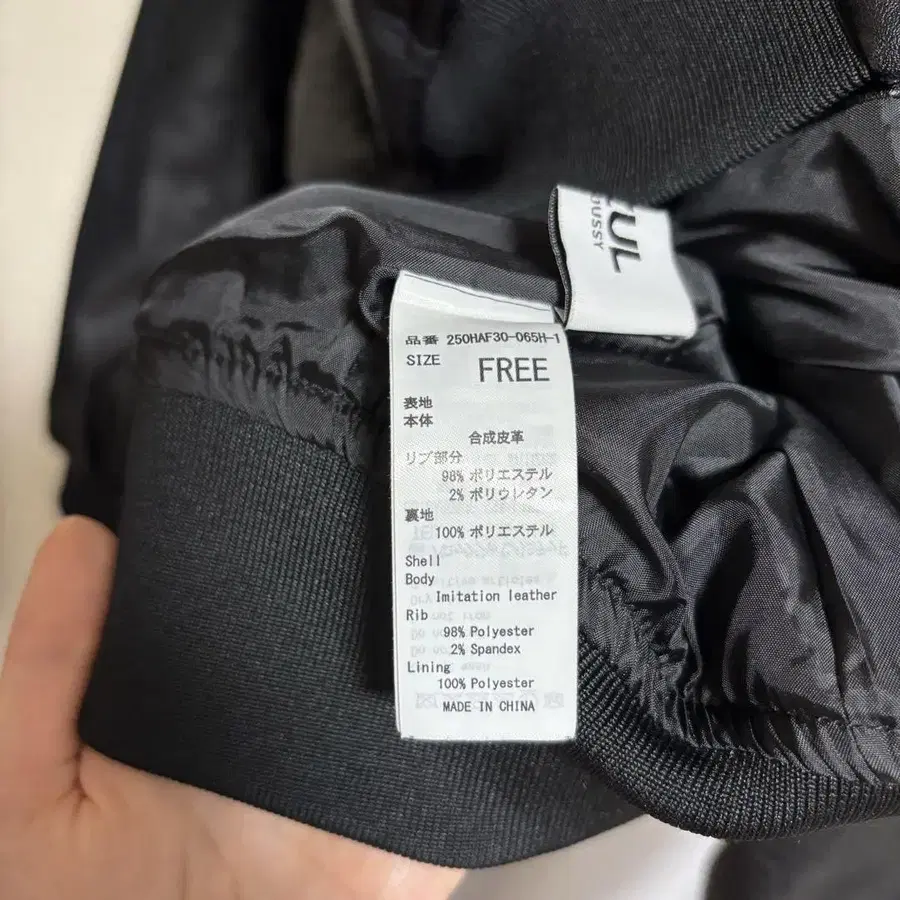 品番 250HAF30-065H-1
SIZE FREE
表地
本体
合成皮革
リブ部分
98% ポリエステル
2% ポリウレタン
裏地
100% ポリエステル
Shell
Body
Imitation leather
Rib
98% Polyester
2% Spandex
Lining
100% Polyester
MADE IN CHINA